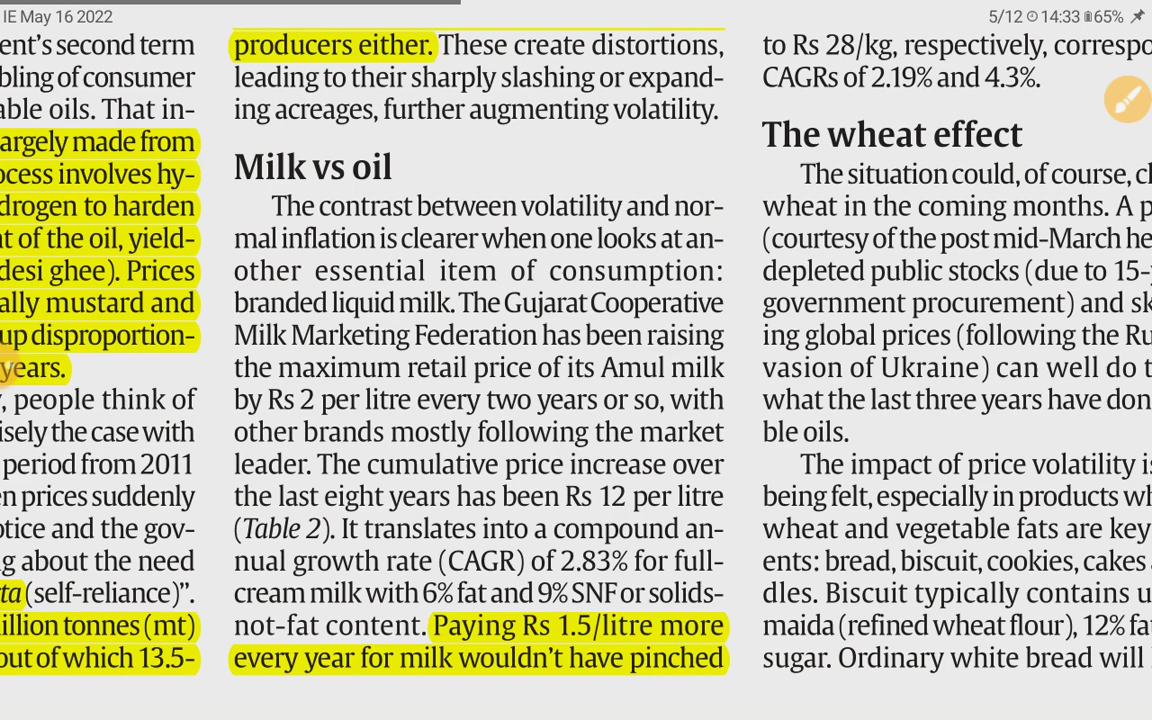 IE May 16 2022
5/12 14:33 65%
ent's second term
bling of consumer
able oils. That in-
argely made from
ocess involves hy-
drogen to harden
t of the oil, yield-
desi ghee). Prices
ally mustard and
up disproportion-
years.
, people think of
isely the case with
period from 2011
en prices suddenly
otice and the gov-
g about the need
ta (self-reliance)”.
illion tonnes (mt)
out of which 13.5-
producers either. These create distortions,
leading to their sharply slashing or expand-
ing acreages, further augmenting volatility.
Milk vs oil
The contrast between volatility and nor-
mal inflation is clearer when one looks at an-
other essential item of consumption:
branded liquid milk. The Gujarat Cooperative
Milk Marketing Federation has been raising
the maximum retail price of its Amul milk
by Rs 2 per litre every two years or so, with
other brands mostly following the market
leader. The cumulative price increase over
the last eight years has been Rs 12 per litre
(Table 2). It translates into a compound an-
nual growth rate (CAGR) of 2.83% for full-
cream milk with 6% fat and 9% SNF or solids-
not-fat content. Paying Rs 1.5/litre more
every year for milk wouldn't have pinched
to Rs 28/kg, respectively, correspo
CAGRs of 2.19% and 4.3%.
The wheat effect
The situation could, of course, cl
wheat in the coming months. A p
(courtesy of the post mid-March he
depleted public stocks (due to 15-y
government procurement) and sk
ing global prices (following the Ru
vasion of Ukraine) can well do t
what the last three years have don
ble oils.
The impact of price volatility is
being felt, especially in products wh
wheat and vegetable fats are key
ents: bread, biscuit, cookies, cakes
dles. Biscuit typically contains u
maida (refined wheat flour), 12% fa
sugar. Ordinary white bread will